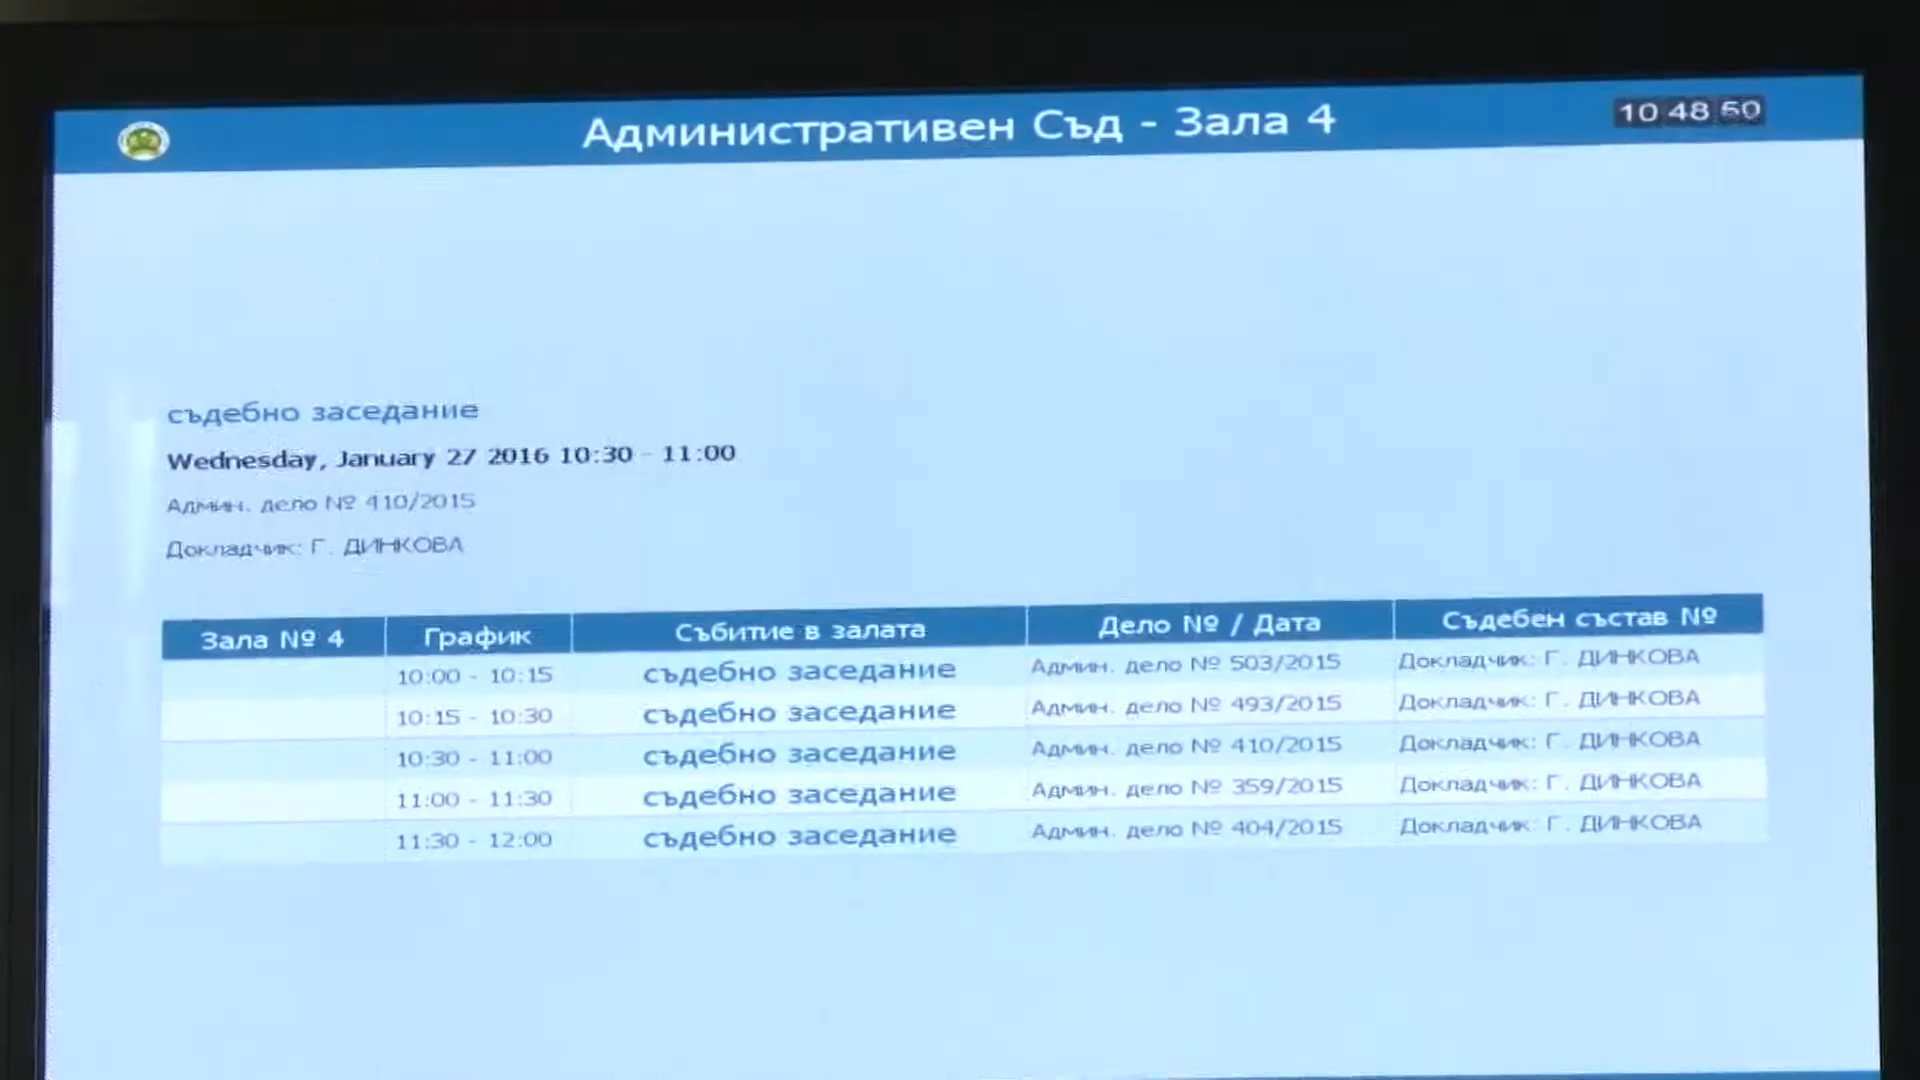 Административен Съд - Зала 4
10 48 50
съдебно заседание
Wednesday, January 27 2016 10:30 - 11:00
Админ. дело № 410/2015
Докладчик: Г. ДИНКОВА
Зала № 4 График Събитие в залата Дело № / Дата Съдебен състав №
10:00 - 10:15 съдебно заседание Админ. дело № 503/2015 Докладчик: Г. ДИНКОВА
10:15 - 10:30 съдебно заседание Админ. дело № 493/2015 Докладчик: Г. ДИНКОВА
10:30 - 11:00 съдебно заседание Админ. дело № 410/2015 Докладчик: Г. ДИНКОВА
11:00 - 11:30 съдебно заседание Админ. дело № 359/2015 Докладчик: Г. ДИНКОВА
11:30 - 12:00 съдебно заседание Админ. дело № 404/2015 Докладчик: Г. ДИНКОВА